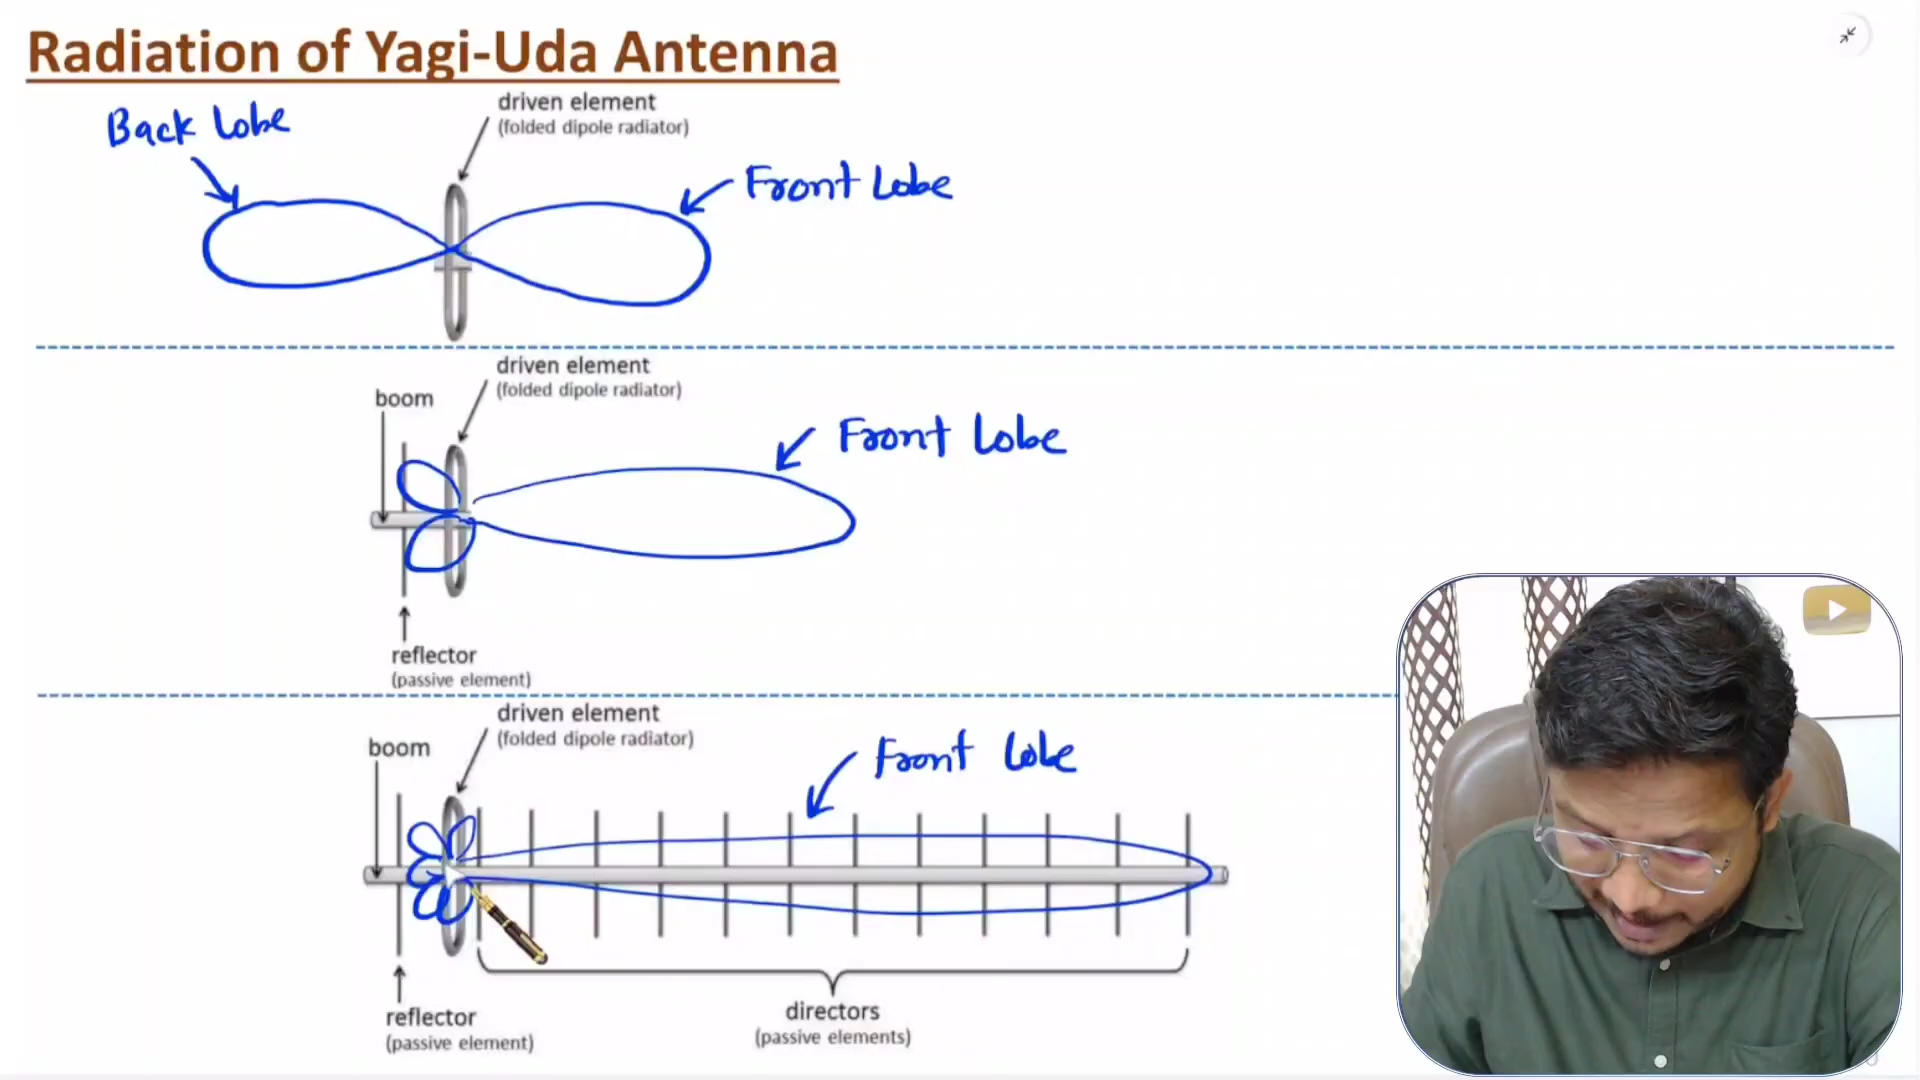 Radiation of Yagi-Uda Antenna
driven element
(folded dipole radiator)
Back Lobe
Front Lobe
driven element
(folded dipole radiator)
boom
Front Lobe
reflector
(passive element)
driven element
(folded dipole radiator)
boom
Front Lobe
directors
(passive elements)
reflector
(passive element)